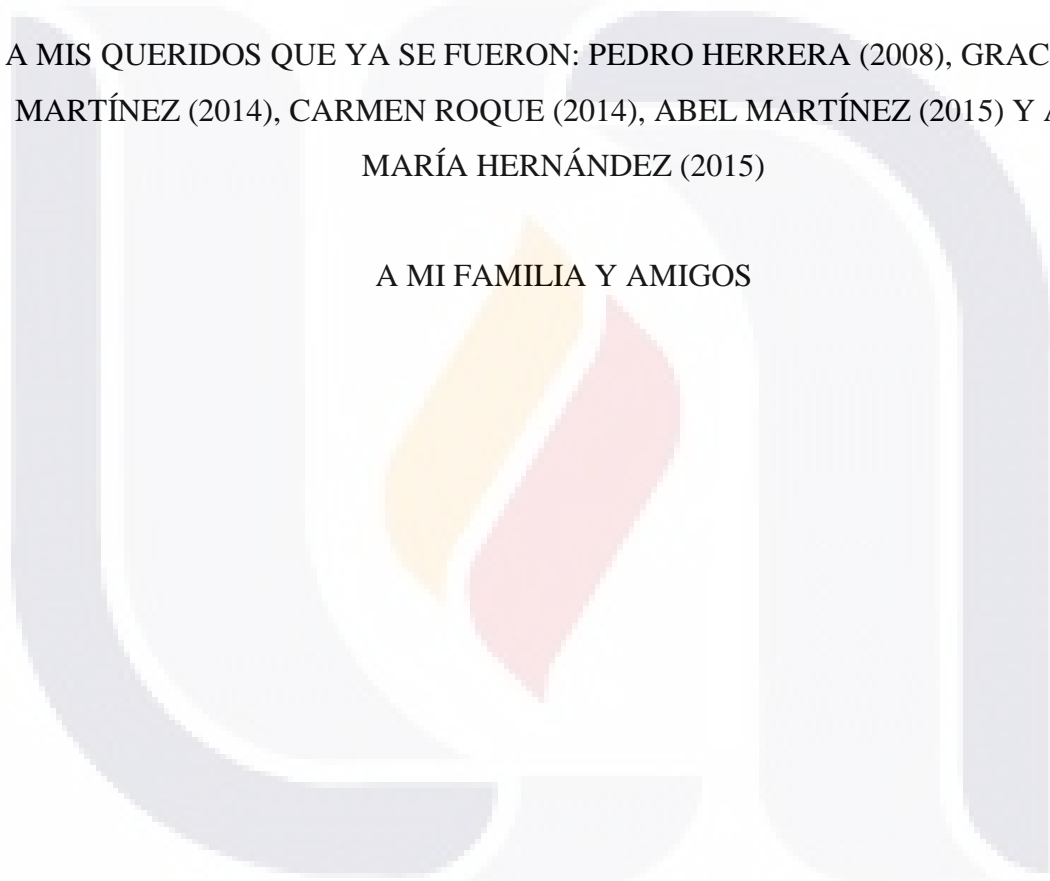 A MIS QUERIDOS QUE YA SE FUERON: PEDRO HERRERA (2008), GRAC
MARTÍNEZ (2014), CARMEN ROQUE (2014), ABEL MARTÍNEZ (2015) Y A
MARÍA HERNÁNDEZ (2015)
A MI FAMILIA Y AMIGOS